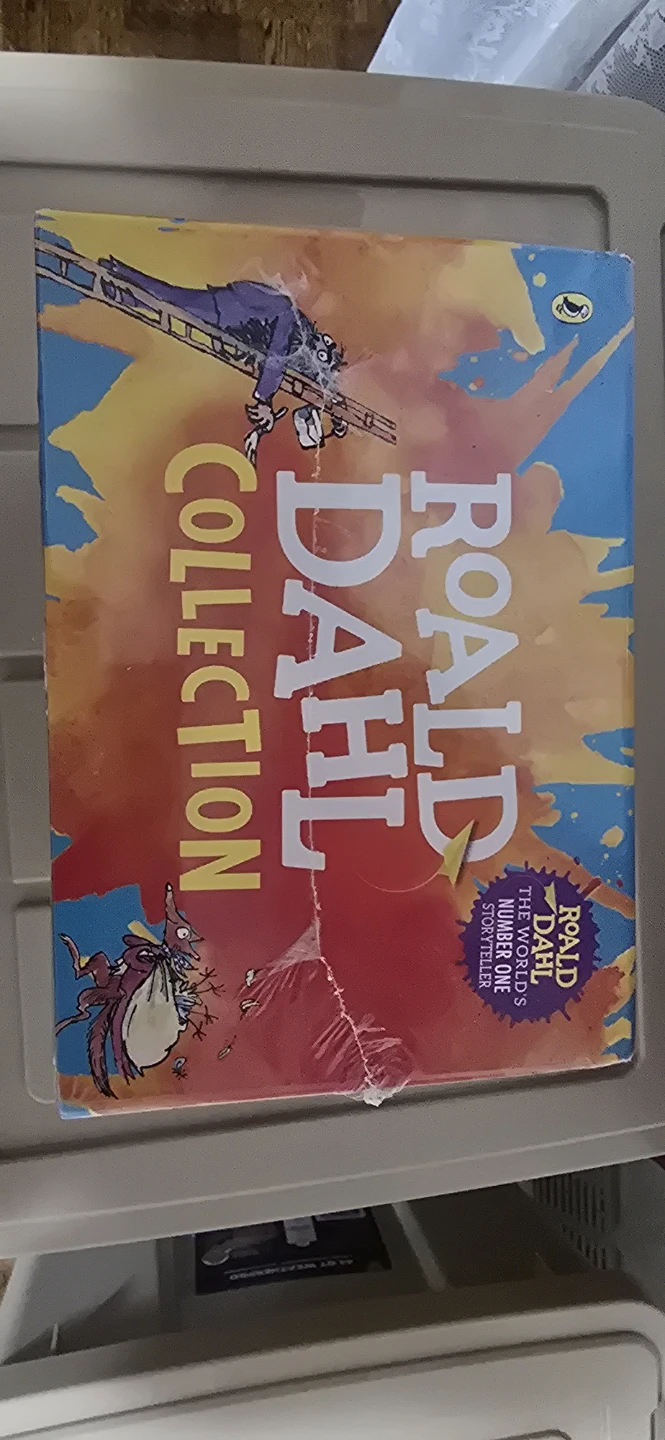 ROALD
DAHL
COLLECTION
ROALD
DAHL
THE WORLD'S
NUMBER ONE
STORYTELLER